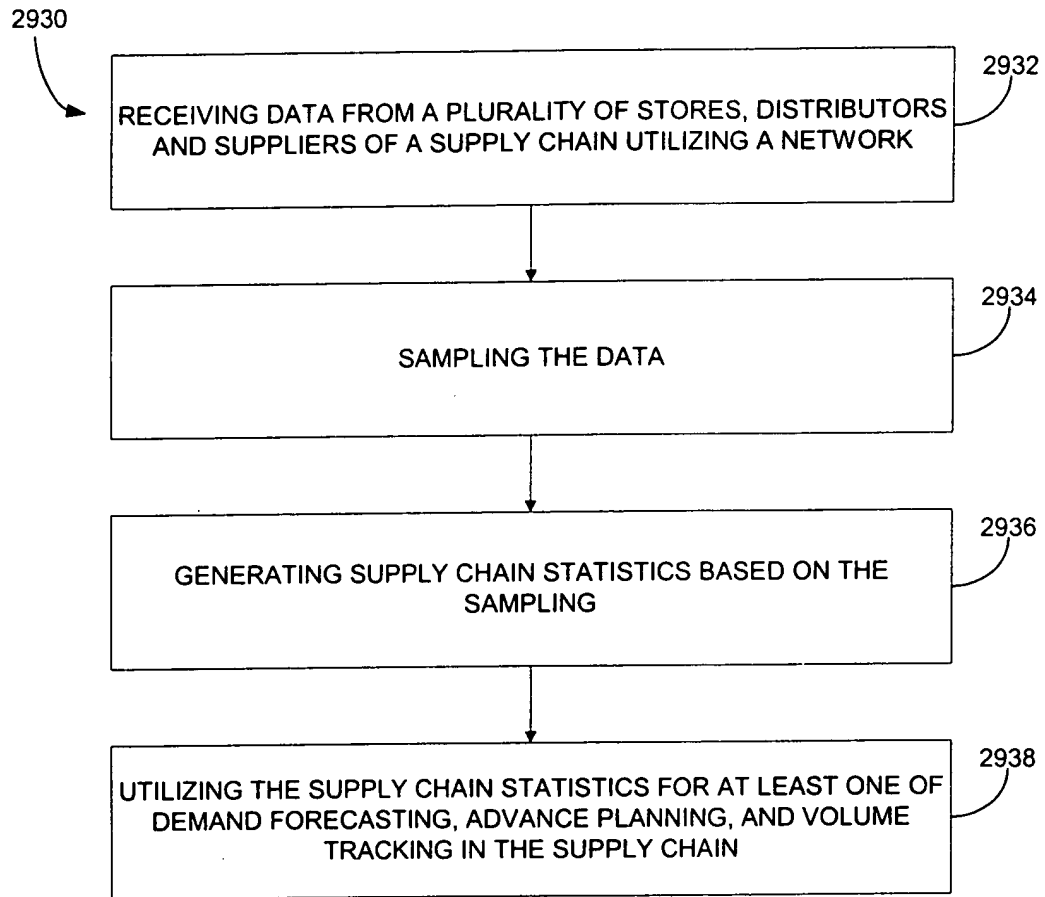 2930
2932
RECEIVING DATA FROM A PLURALITY OF STORES, DISTRIBUTORS
AND SUPPLIERS OF A SUPPLY CHAIN UTILIZING A NETWORK
2934
SAMPLING THE DATA
2936
GENERATING SUPPLY CHAIN STATISTICS BASED ON THE
SAMPLING
2938
UTILIZING THE SUPPLY CHAIN STATISTICS FOR AT LEAST ONE OF
DEMAND FORECASTING, ADVANCE PLANNING, AND VOLUME
TRACKING IN THE SUPPLY CHAIN